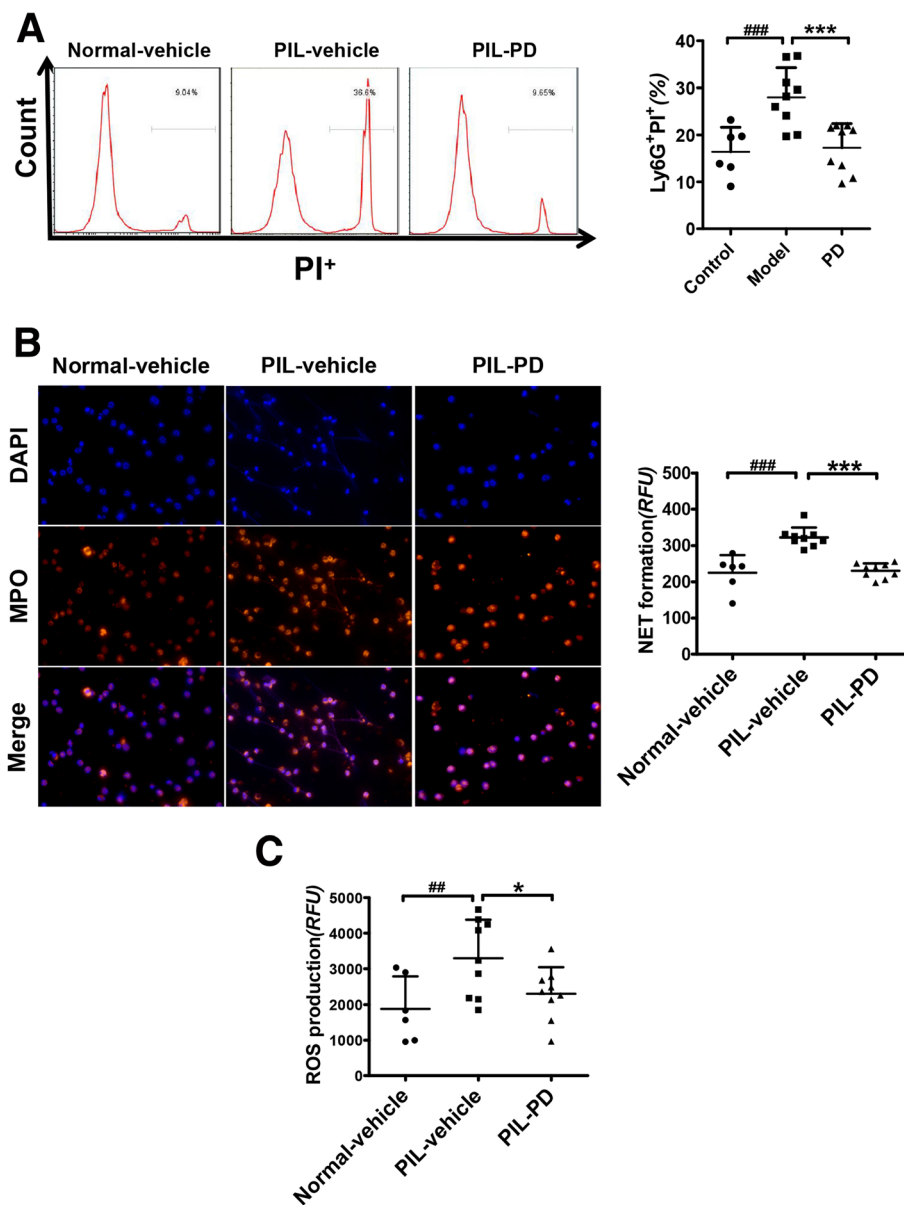 A
Normal-vehicle
PIL-vehicle
PIL-PD
9.04%
36.6%
9.65%
Count
PI⁺
###
***
40
30
20
10
0
Ly6G⁺PI⁺(%)
Control
Model
PD
B
Normal-vehicle
PIL-vehicle
PIL-PD
DAPI
MPO
Merge
###
***
500
400
300
200
100
0
NET formation(RFU)
Normal-vehicle
PIL-vehicle
PIL-PD
C
##
*
5000
4000
3000
2000
1000
0
ROS production(RFU)
Normal-vehicle
PIL-vehicle
PIL-PD